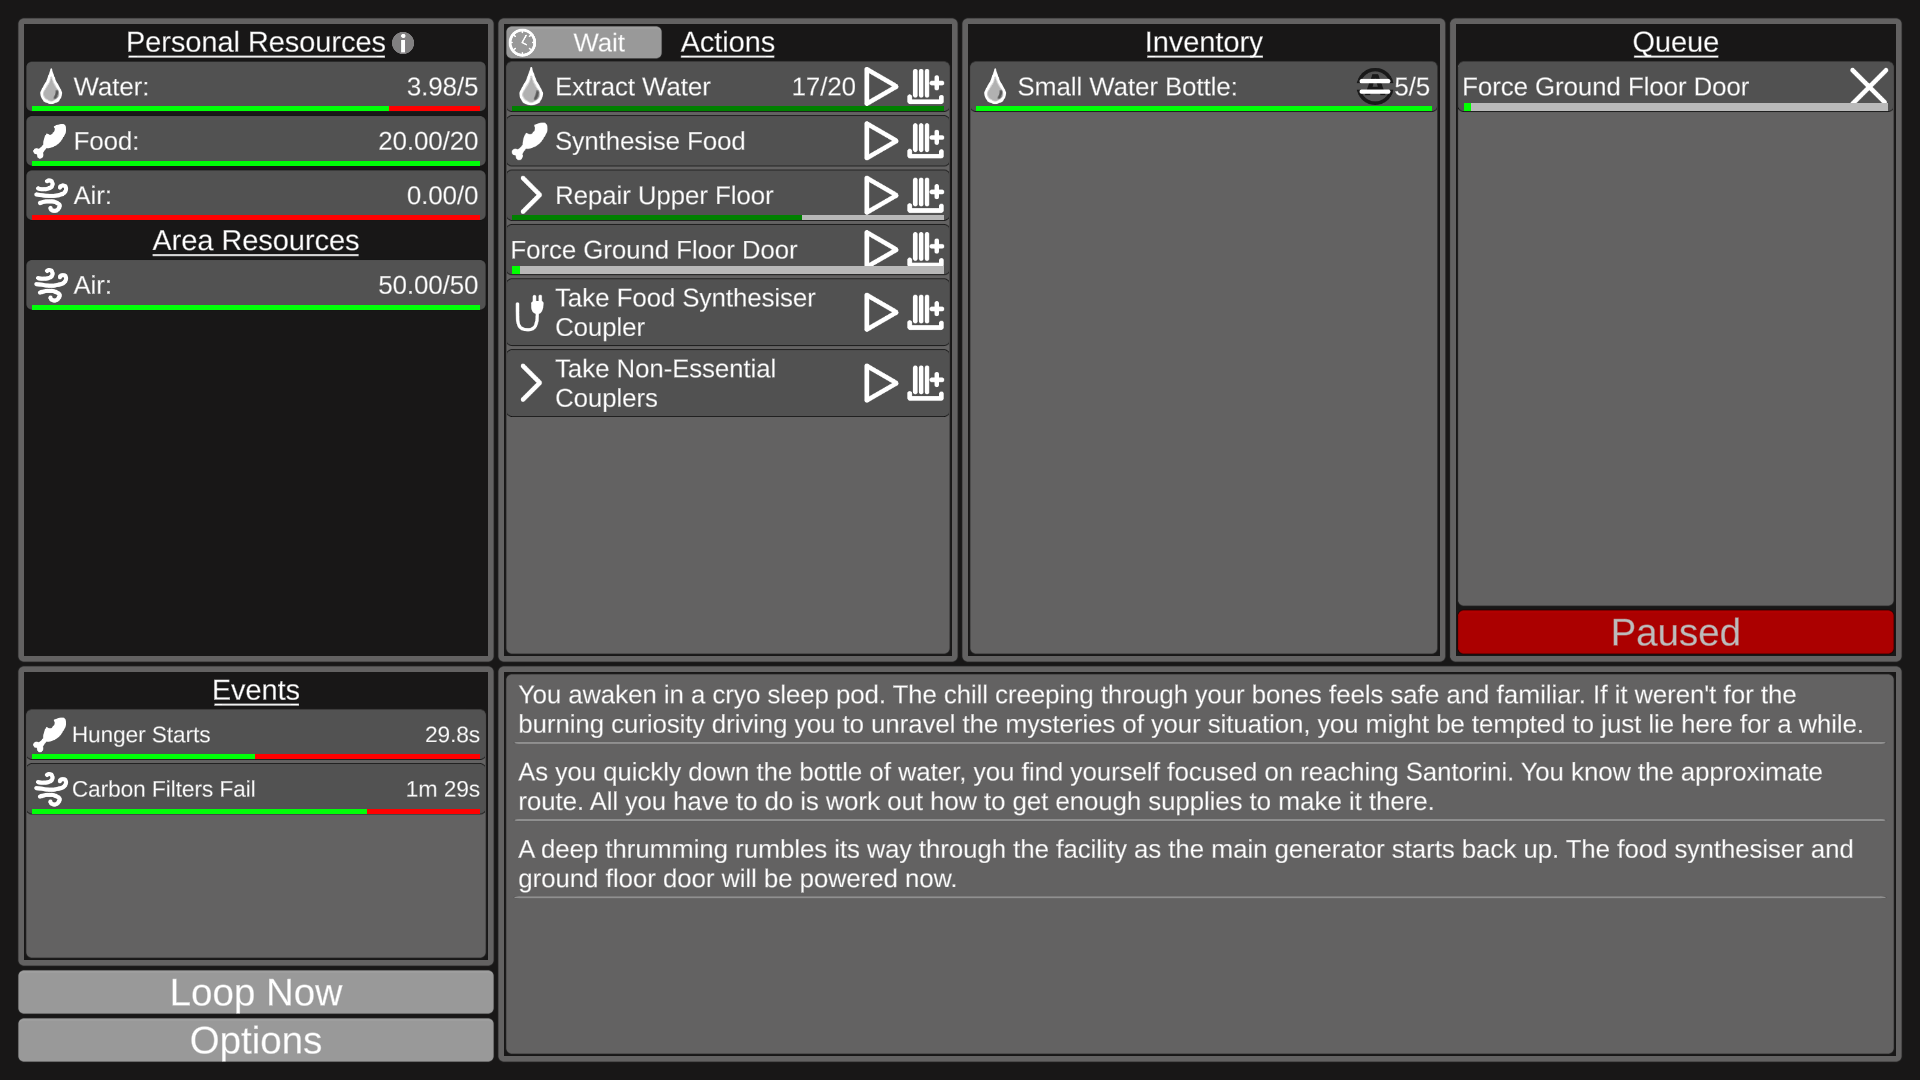 Personal Resources
Water: 3.98/5
Food: 20.00/20
Air: 0.00/0
Area Resources
Air: 50.00/50
Wait Actions
Extract Water 17/20
Synthesise Food
Repair Upper Floor
Force Ground Floor Door
Take Food Synthesiser
Coupler
Take Non-Essential
Couplers
Inventory
Small Water Bottle: 5/5
Queue
Force Ground Floor Door
Paused
Events
Hunger Starts 29.8s
Carbon Filters Fail 1m 29s
Loop Now
Options
You awaken in a cryo sleep pod. The chill creeping through your bones feels safe and familiar. If it weren't for the
burning curiosity driving you to unravel the mysteries of your situation, you might be tempted to just lie here for a while.
As you quickly down the bottle of water, you find yourself focused on reaching Santorini. You know the approximate
route. All you have to do is work out how to get enough supplies to make it there.
A deep thrumming rumbles its way through the facility as the main generator starts back up. The food synthesiser and
ground floor door will be powered now.